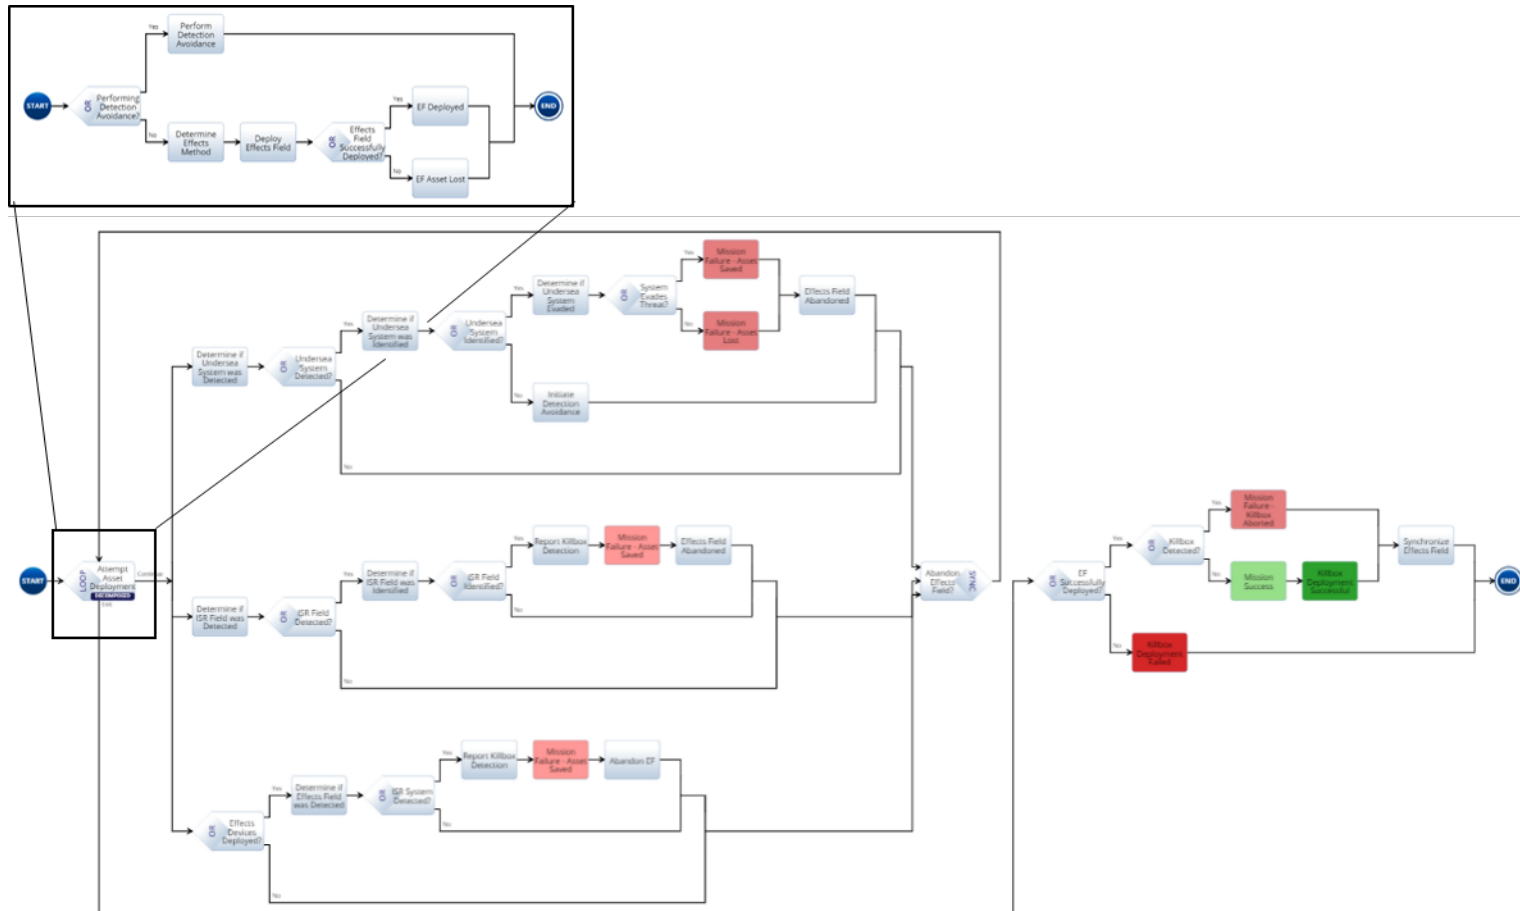 Yes
Perform
Detection
Avoidance
START
OR
Performing
Detection
Avoidance?
No
Determine
Effects
Method
Deploy
Effects Field
OR
Effects
Field
Successfully
Deployed?
Yes
EF Deployed
No
EF Asset Lost
END
START
LOOP
Attempt
Asset
Deployment
DECOMPOSED
Continue
Exit
Determine if
Undersea
System was
Detected
OR
Undersea
System
Detected?
Yes
Determine if
Undersea
System was
Identified
OR
Undersea
System
Identified?
Yes
Determine if
Undersea
System
Evaded
OR
System
Evades
Threat?
Yes
Mission
Failure - Asset
Saved
No
Mission
Failure - Asset
Lost
Effects Field
Abandoned
No
Initiate
Detection
Avoidance
No
Determine if
ISR Field was
Detected
OR
ISR Field
Detected?
Yes
Determine if
ISR Field was
Identified
OR
ISR Field
Identified?
Yes
Report Killbox
Detection
Mission
Failure - Asset
Saved
Effects Field
Abandoned
No
No
OR
Effects
Devices
Deployed?
Yes
Determine if
Effects Field
was Detected
OR
ISR System
Detected?
Yes
Report Killbox
Detection
Mission
Failure - Asset
Saved
Abandon EF
No
No
Abandon
Effects
Field?
SYNC
OR
EF
Successfully
Deployed?
Yes
OR
Killbox
Detected?
Yes
Mission
Failure -
Killbox
Aborted
No
Mission
Success
Killbox
Deployment
Successful
Synchronize
Effects Field
No
Killbox
Deployment
Failed
END